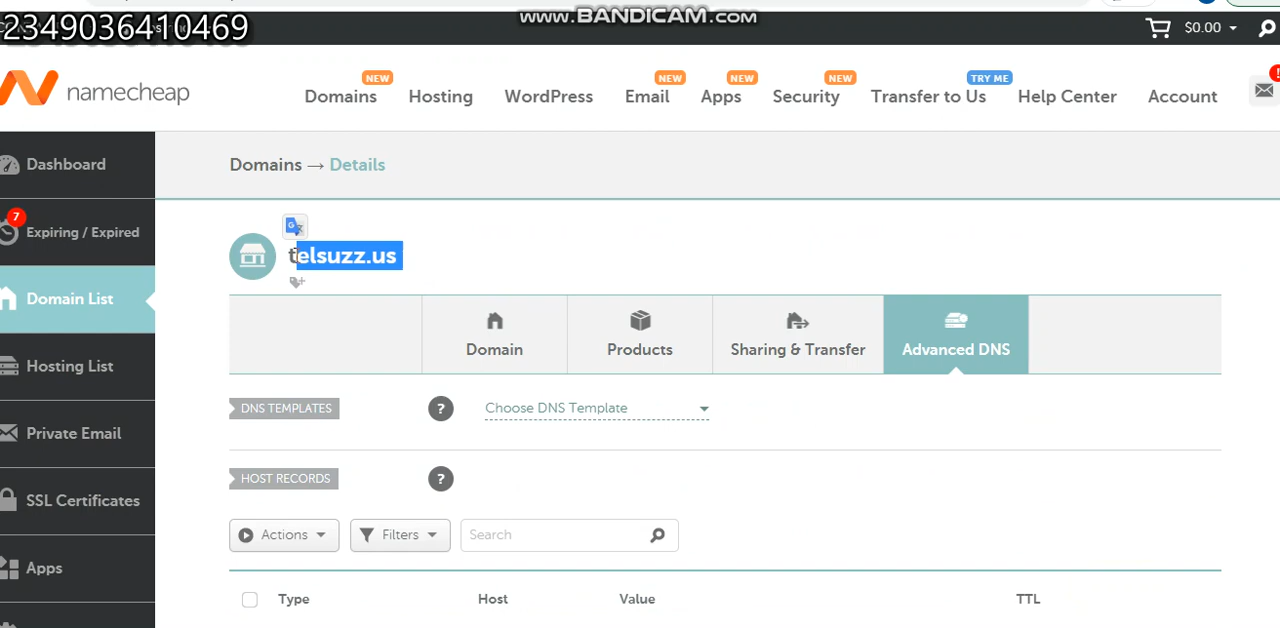 www.BANDICAM.com
2349036410469
$0.00
namecheap
NEW NEW NEW NEW TRY ME
Domains Hosting WordPress Email Apps Security Transfer to Us Help Center Account
Dashboard
Domains → Details
7
Expiring / Expired
telsuzz.us
Domain List
Domain Products Sharing & Transfer Advanced DNS
Hosting List
DNS TEMPLATES ? Choose DNS Template
Private Email
HOST RECORDS ?
SSL Certificates
Actions Filters Search
Apps
Type Host Value TTL